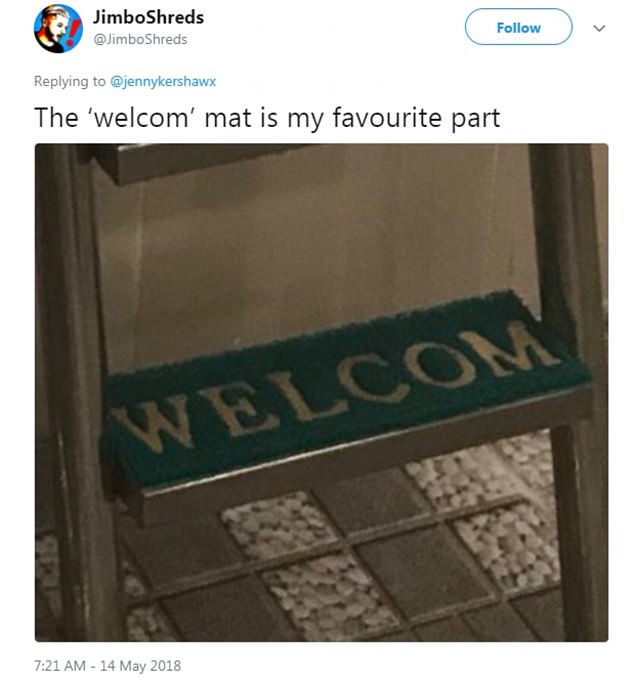 JimboShreds
@JimboShreds
Follow
Replying to @jennykershawx
The ‘welcom’ mat is my favourite part
WELCOM
7:21 AM - 14 May 2018